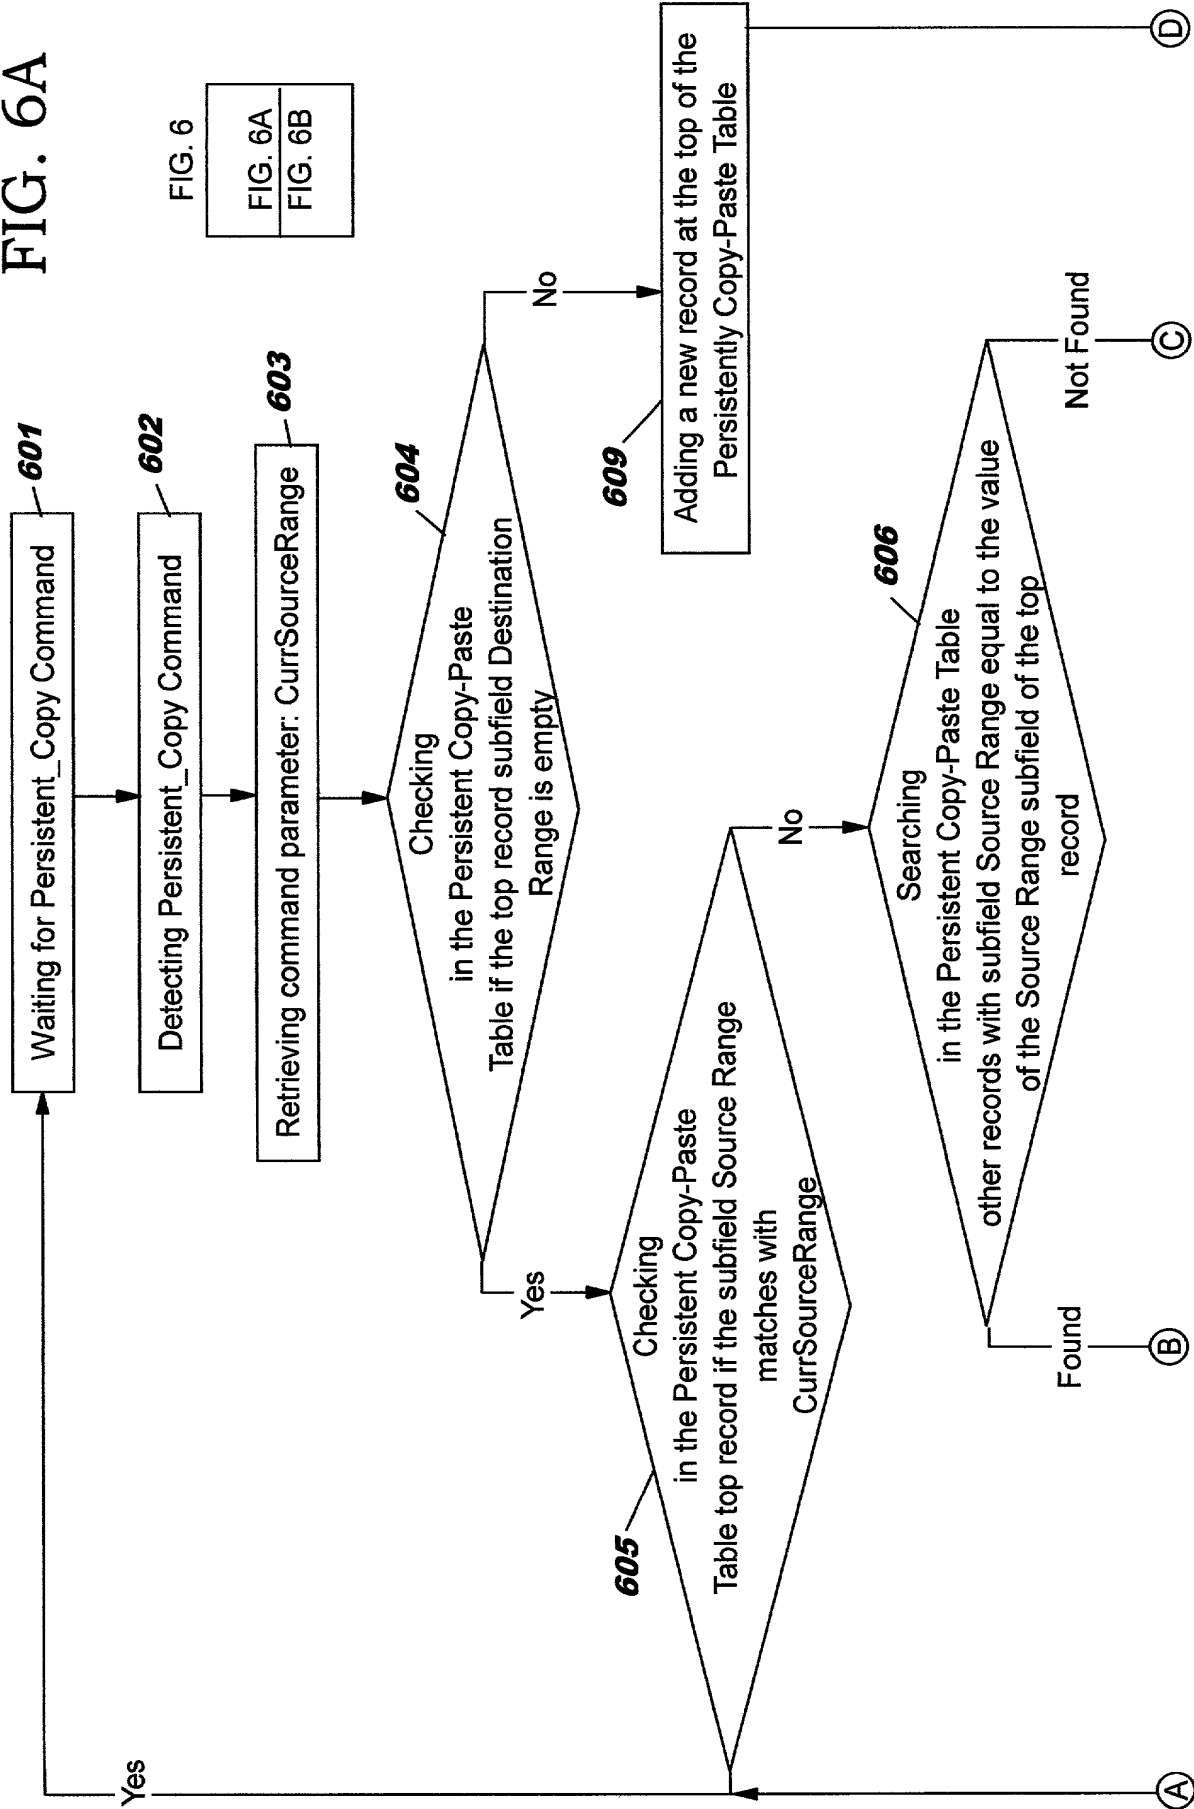 FIG. 6A
FIG. 6
FIG. 6A
FIG. 6B
601
Waiting for Persistent_Copy Command
602
Detecting Persistent_Copy Command
603
Retrieving command parameter: CurrSourceRange
604
Checking
in the Persistent Copy-Paste
Table if the top record subfield Destination
Range is empty
Yes
No
Yes
605
Checking
in the Persistent Copy-Paste
Table top record if the subfield Source Range
matches with
CurrSourceRange
609
Adding a new record at the top of the
Persistently Copy-Paste Table
No
606
Searching
in the Persistent Copy-Paste Table
other records with subfield Source Range equal to the value
of the Source Range subfield of the top
record
Found
Not Found
A
B
C
D